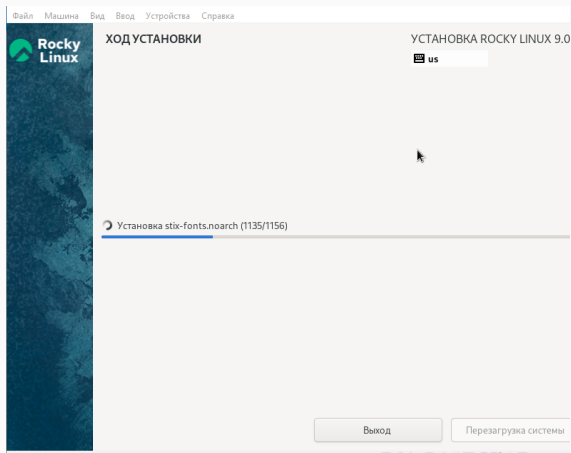 Файл Машина Вид Ввод Устройства Справка
Rocky
Linux
ХОД УСТАНОВКИ
УСТАНОВКА ROCKY LINUX 9.0
us
Установка stix-fonts.noarch (1135/1156)
Выход
Перезагрузка системы